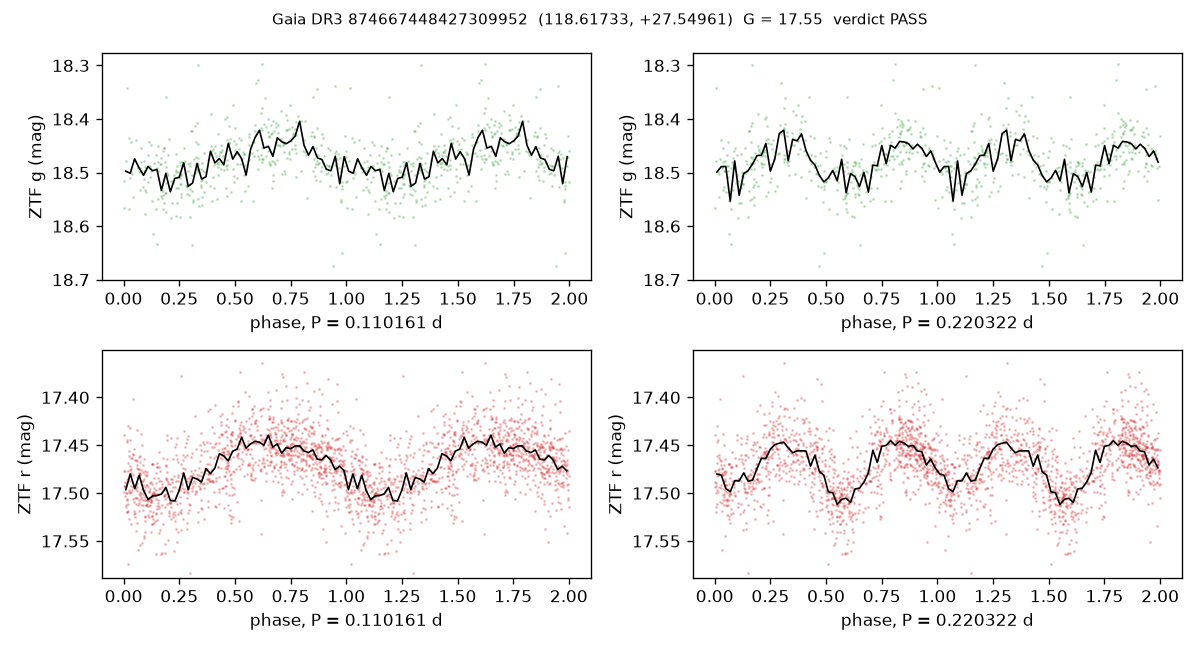 Gaia DR3 874667448427309952  (118.61733, +27.54961)  G = 17.55  verdict PASS
ZTF g (mag)
18.3
18.4
18.5
18.6
18.7
0.00 0.25 0.50 0.75 1.00 1.25 1.50 1.75 2.00
phase, P = 0.110161 d
ZTF g (mag)
18.3
18.4
18.5
18.6
18.7
0.00 0.25 0.50 0.75 1.00 1.25 1.50 1.75 2.00
phase, P = 0.220322 d
ZTF r (mag)
17.40
17.45
17.50
17.55
0.00 0.25 0.50 0.75 1.00 1.25 1.50 1.75 2.00
phase, P = 0.110161 d
ZTF r (mag)
17.40
17.45
17.50
17.55
0.00 0.25 0.50 0.75 1.00 1.25 1.50 1.75 2.00
phase, P = 0.220322 d